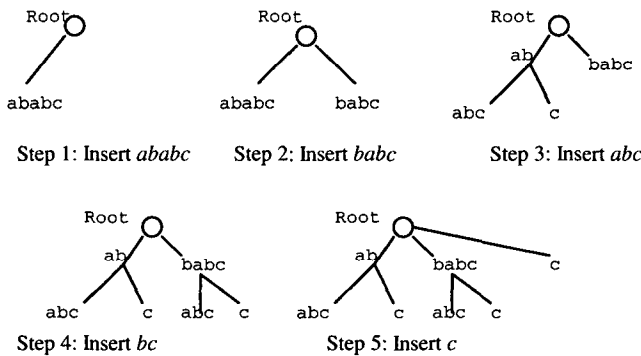 Root Root Root
ab
babc
ababc ababc babc
abc c
Step 1: Insert ababc Step 2: Insert babc Step 3: Insert abc
Root Root
ab babc ab babc c
abc c abc c abc c abc c
Step 4: Insert bc Step 5: Insert c